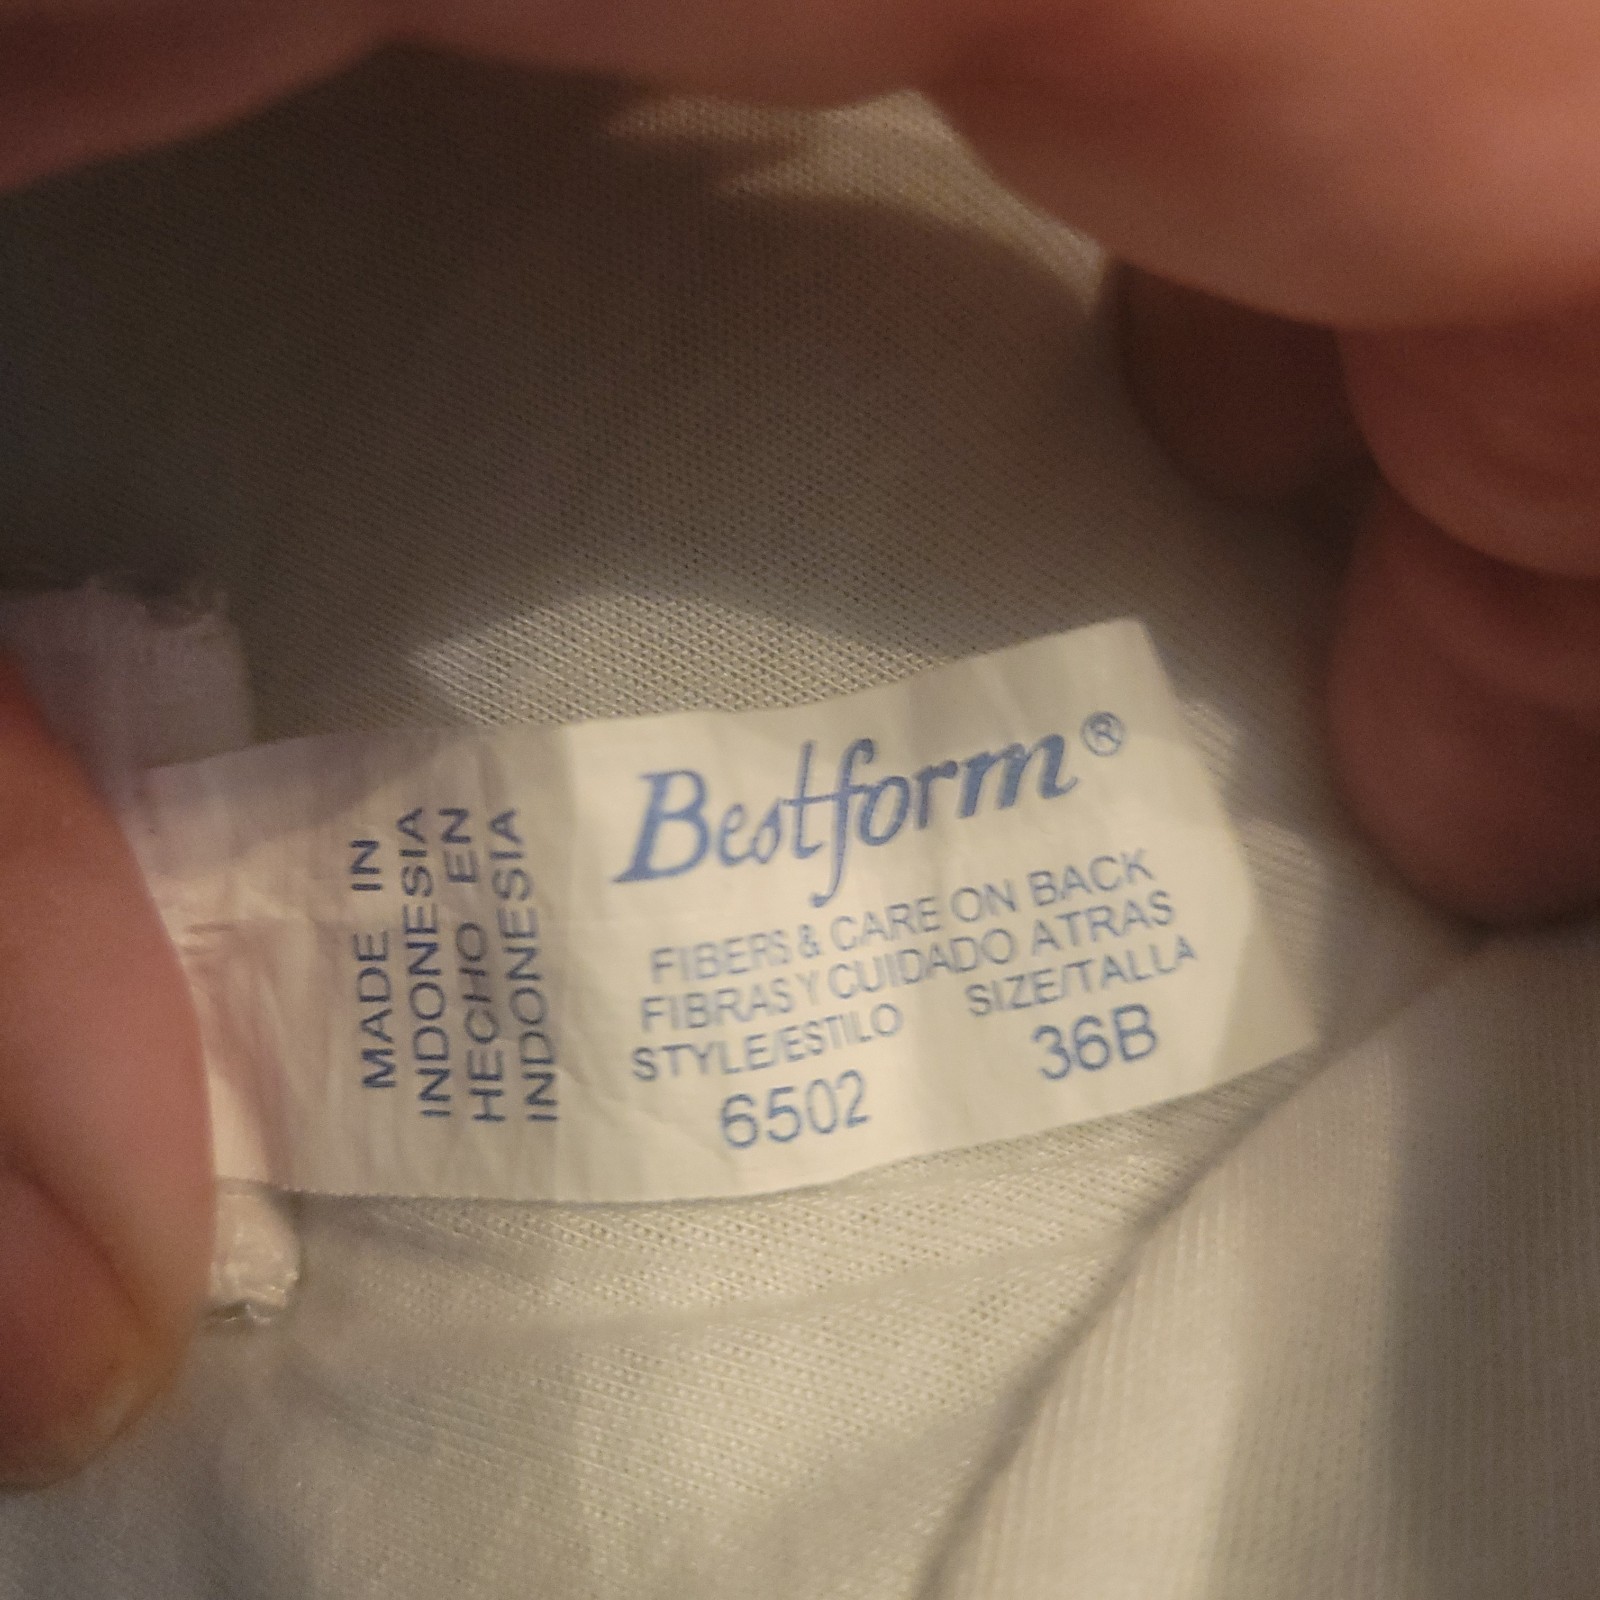 MADE IN
INDONESIA
HECHO EN
INDONESIA
Bestform®
FIBERS & CARE ON BACK
FIBRAS Y CUIDADO ATRAS
STYLE/ESTILO SIZE/TALLA
6502 36B